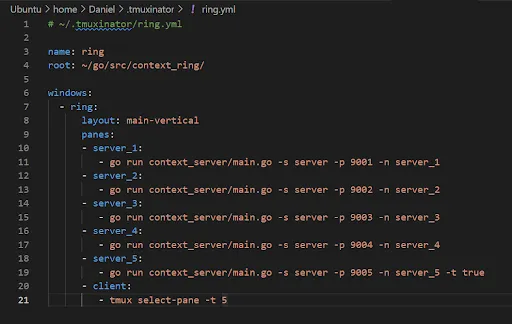 Ubuntu > home > Daniel > .tmuxinator > ! ring.yml
1 # ~/.tmuxinator/ring.yml
2
3 name: ring
4 root: ~/go/src/context_ring/
5
6 windows:
7 - ring:
8 layout: main-vertical
9 panes:
10 - server_1:
11 - go run context_server/main.go -s server -p 9001 -n server_1
12 - server_2:
13 - go run context_server/main.go -s server -p 9002 -n server_2
14 - server_3:
15 - go run context_server/main.go -s server -p 9003 -n server_3
16 - server_4:
17 - go run context_server/main.go -s server -p 9004 -n server_4
18 - server_5:
19 - go run context_server/main.go -s server -p 9005 -n server_5 -t true
20 - client:
21 - tmux select-pane -t 5